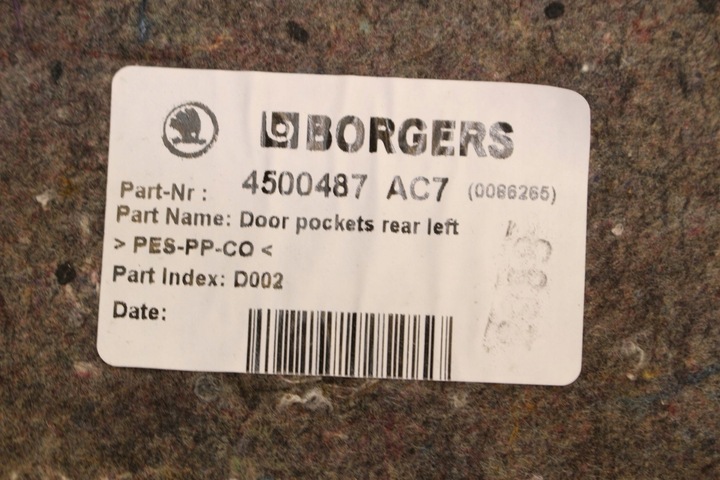 BORGERS
Part-Nr : 4500487 AC7 (0086265)
Part Name: Door pockets rear left
> PES-PP-CO <
Part Index: D002
Date: